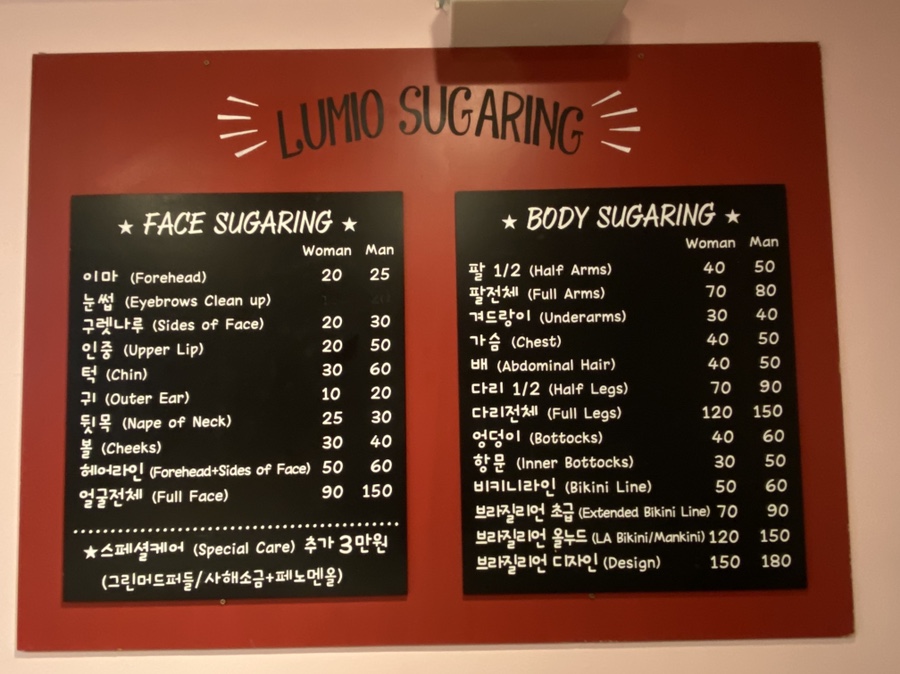 LUMIO SUGARING
★ FACE SUGARING ★
Woman Man
이마 (Forehead) 20 25
눈썹 (Eyebrows Clean up)
구렛나루 (Sides of Face) 20 30
인중 (Upper Lip) 20 50
턱 (Chin) 30 60
귀 (Outer Ear) 10 20
뒷목 (Nape of Neck) 25 30
볼 (Cheeks) 30 40
헤어라인 (Forehead+Sides of Face) 50 60
얼굴전체 (Full Face) 90 150
★스페셜케어 (Special Care) 추가 3만원
(그린머드퍼들/사해소금+페노멘올)
★ BODY SUGARING ★
Woman Man
팔 1/2 (Half Arms) 40 50
팔전체 (Full Arms) 70 80
겨드랑이 (Underarms) 30 40
가슴 (Chest) 40 50
배 (Abdominal Hair) 40 50
다리 1/2 (Half Legs) 70 90
다리전체 (Full Legs) 120 150
엉덩이 (Bottocks) 40 60
항문 (Inner Bottocks) 30 50
비키니라인 (Bikini Line) 50 60
브라질리언 초급 (Extended Bikini Line) 70 90
브라질리언 올누드 (LA Bikini/Mankini) 120 150
브라질리언 디자인 (Design) 150 180